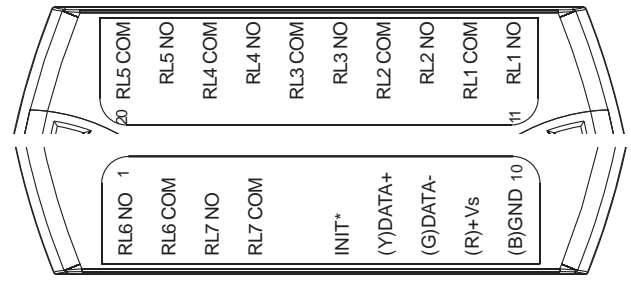 RL5 COM
RL5 NO
RL4 COM
RL4 NO
RL3 COM
RL3 NO
RL2 COM
RL2 NO
RL1 COM
RL1 NO
20
11
1
10
RL6 NO
RL6 COM
RL7 NO
RL7 COM
INIT*
(Y)DATA+
(G)DATA-
(R)+Vs
(B)GND